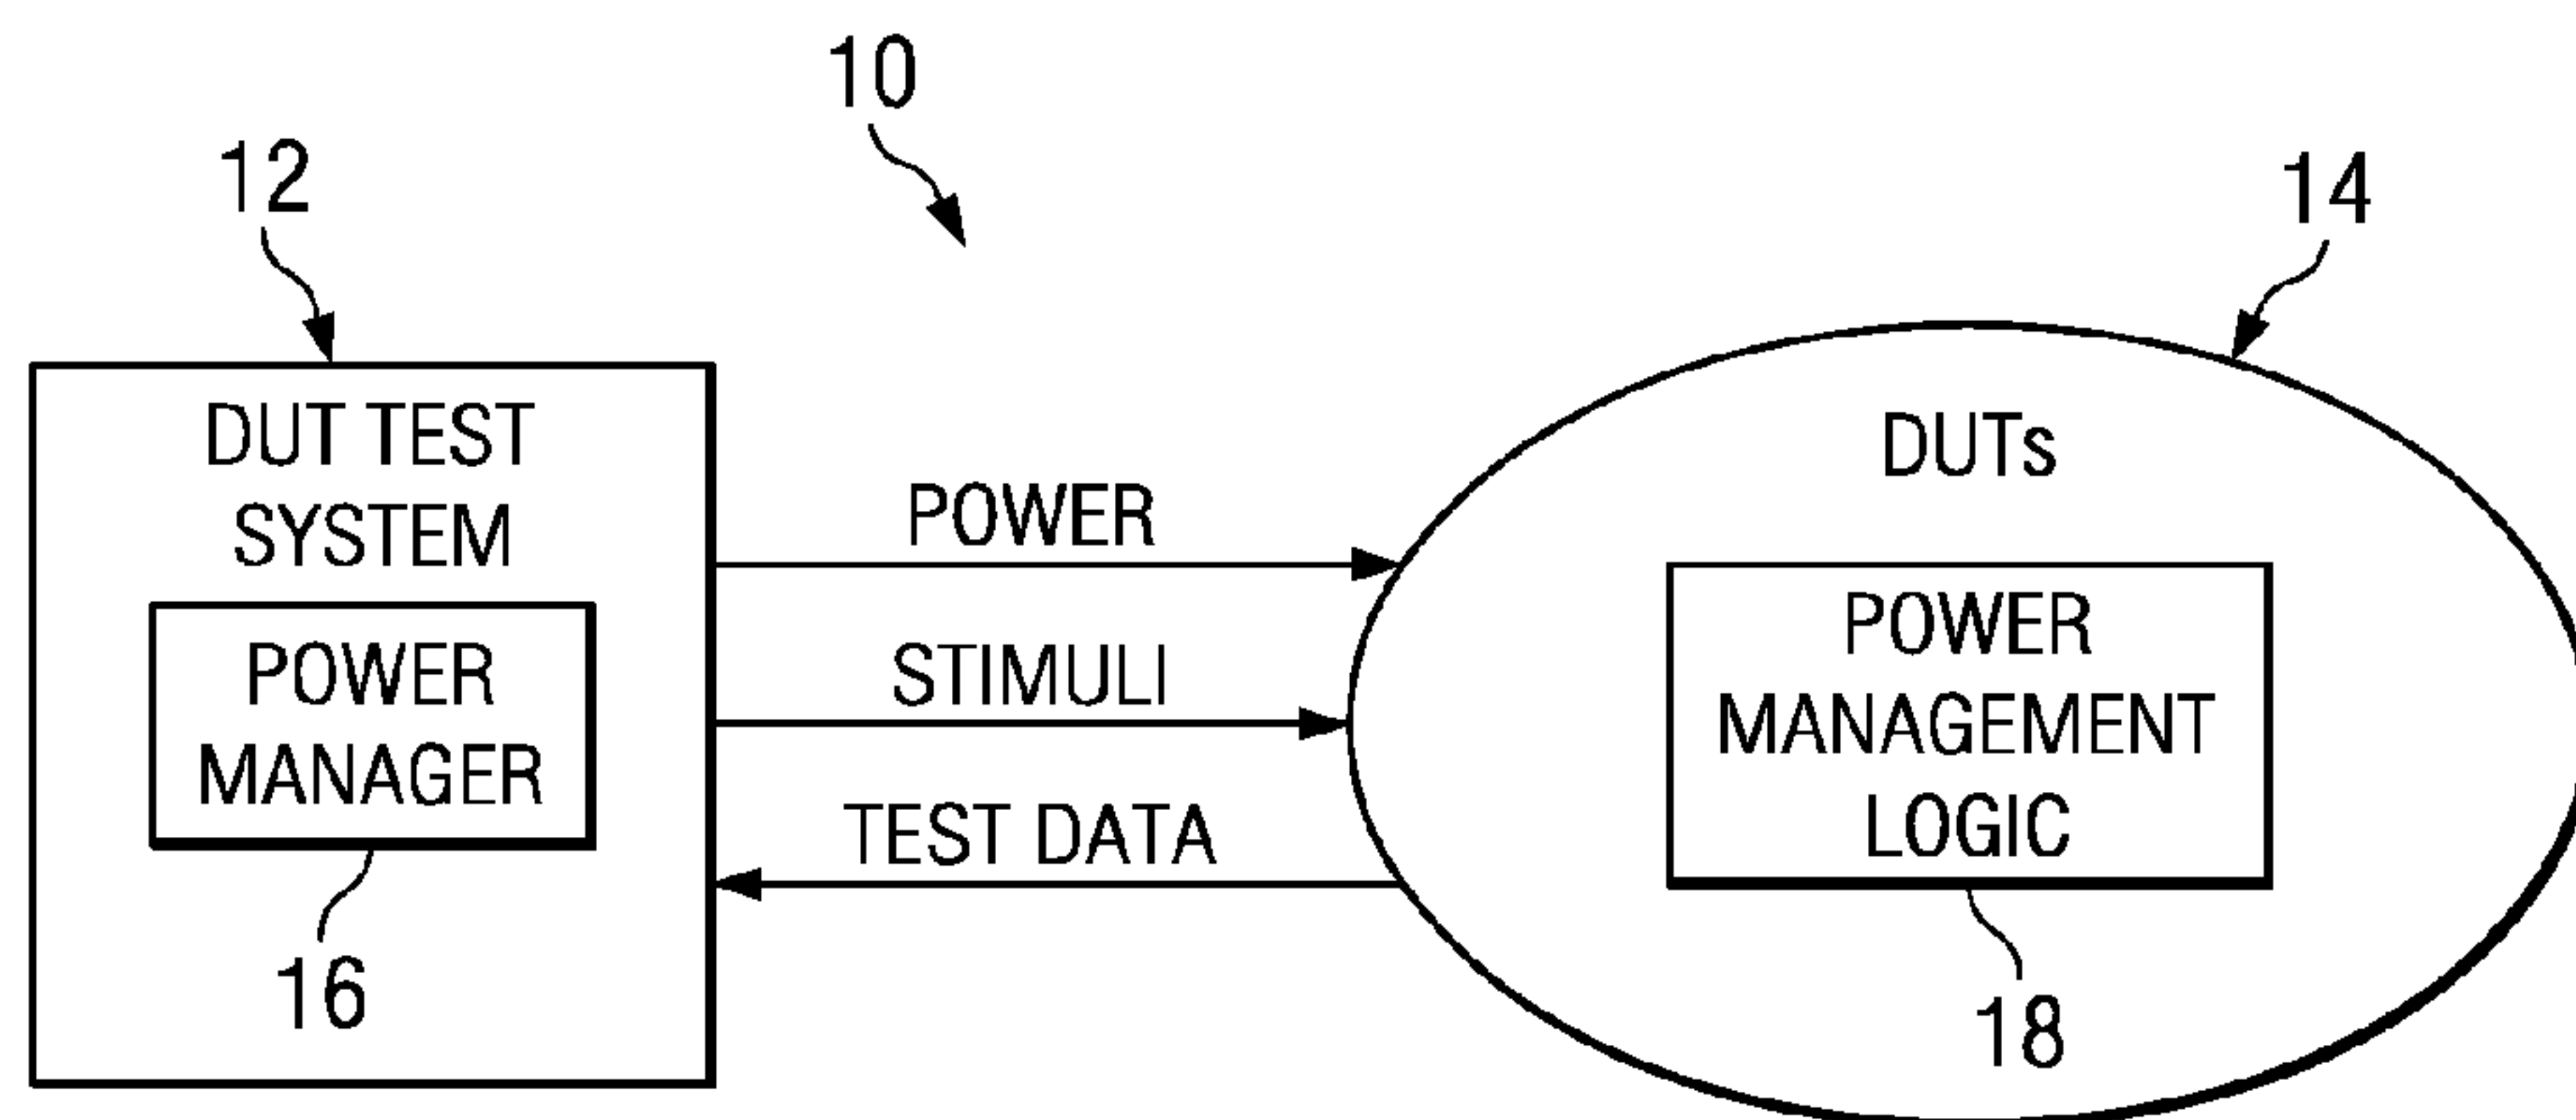 10
12
14
DUT TEST
SYSTEM
POWER
MANAGER
16
POWER
STIMULI
TEST DATA
DUTs
POWER
MANAGEMENT
LOGIC
18